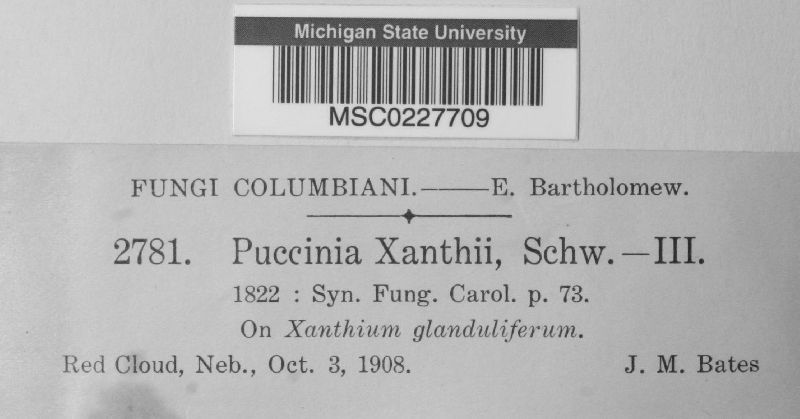 Michigan State University
MSC0227709
FUNGI COLUMBIANI.——E. Bartholomew.
2781. Puccinia Xanthii, Schw.—III.
1822 : Syn. Fung. Carol. p. 73.
On Xanthium glanduliferum.
Red Cloud, Neb., Oct. 3, 1908. J. M. Bates